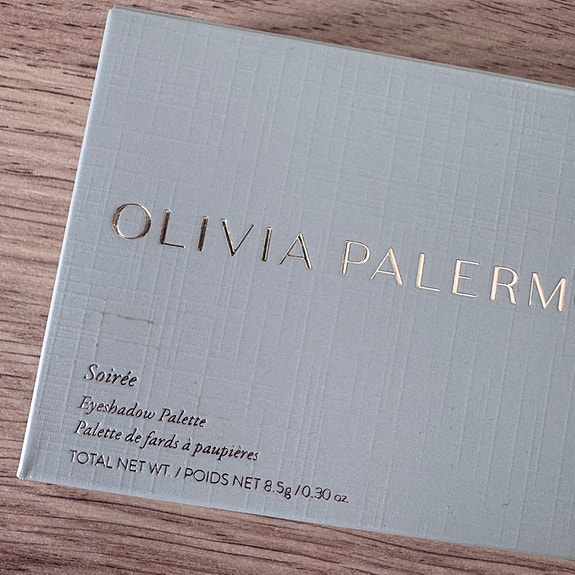 OLIVIA PALERM
Soirée
Eyeshadow Palette
Palette de fards à paupières
TOTAL NET WT. / POIDS NET 8.5g / 0.30 oz.